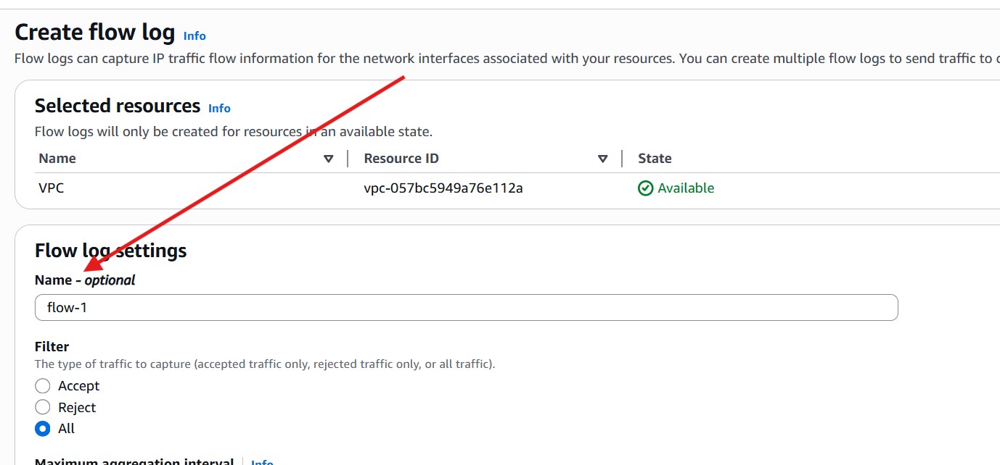 Create flow log Info
Flow logs can capture IP traffic flow information for the network interfaces associated with your resources. You can create multiple flow logs to send traffic to
Selected resources Info
Flow logs will only be created for resources in an available state.
Name Resource ID State
VPC vpc-057bc5949a76e112a Available
Flow log settings
Name - optional
flow-1
Filter
The type of traffic to capture (accepted traffic only, rejected traffic only, or all traffic).
Accept
Reject
All
Maximum aggregation interval Info